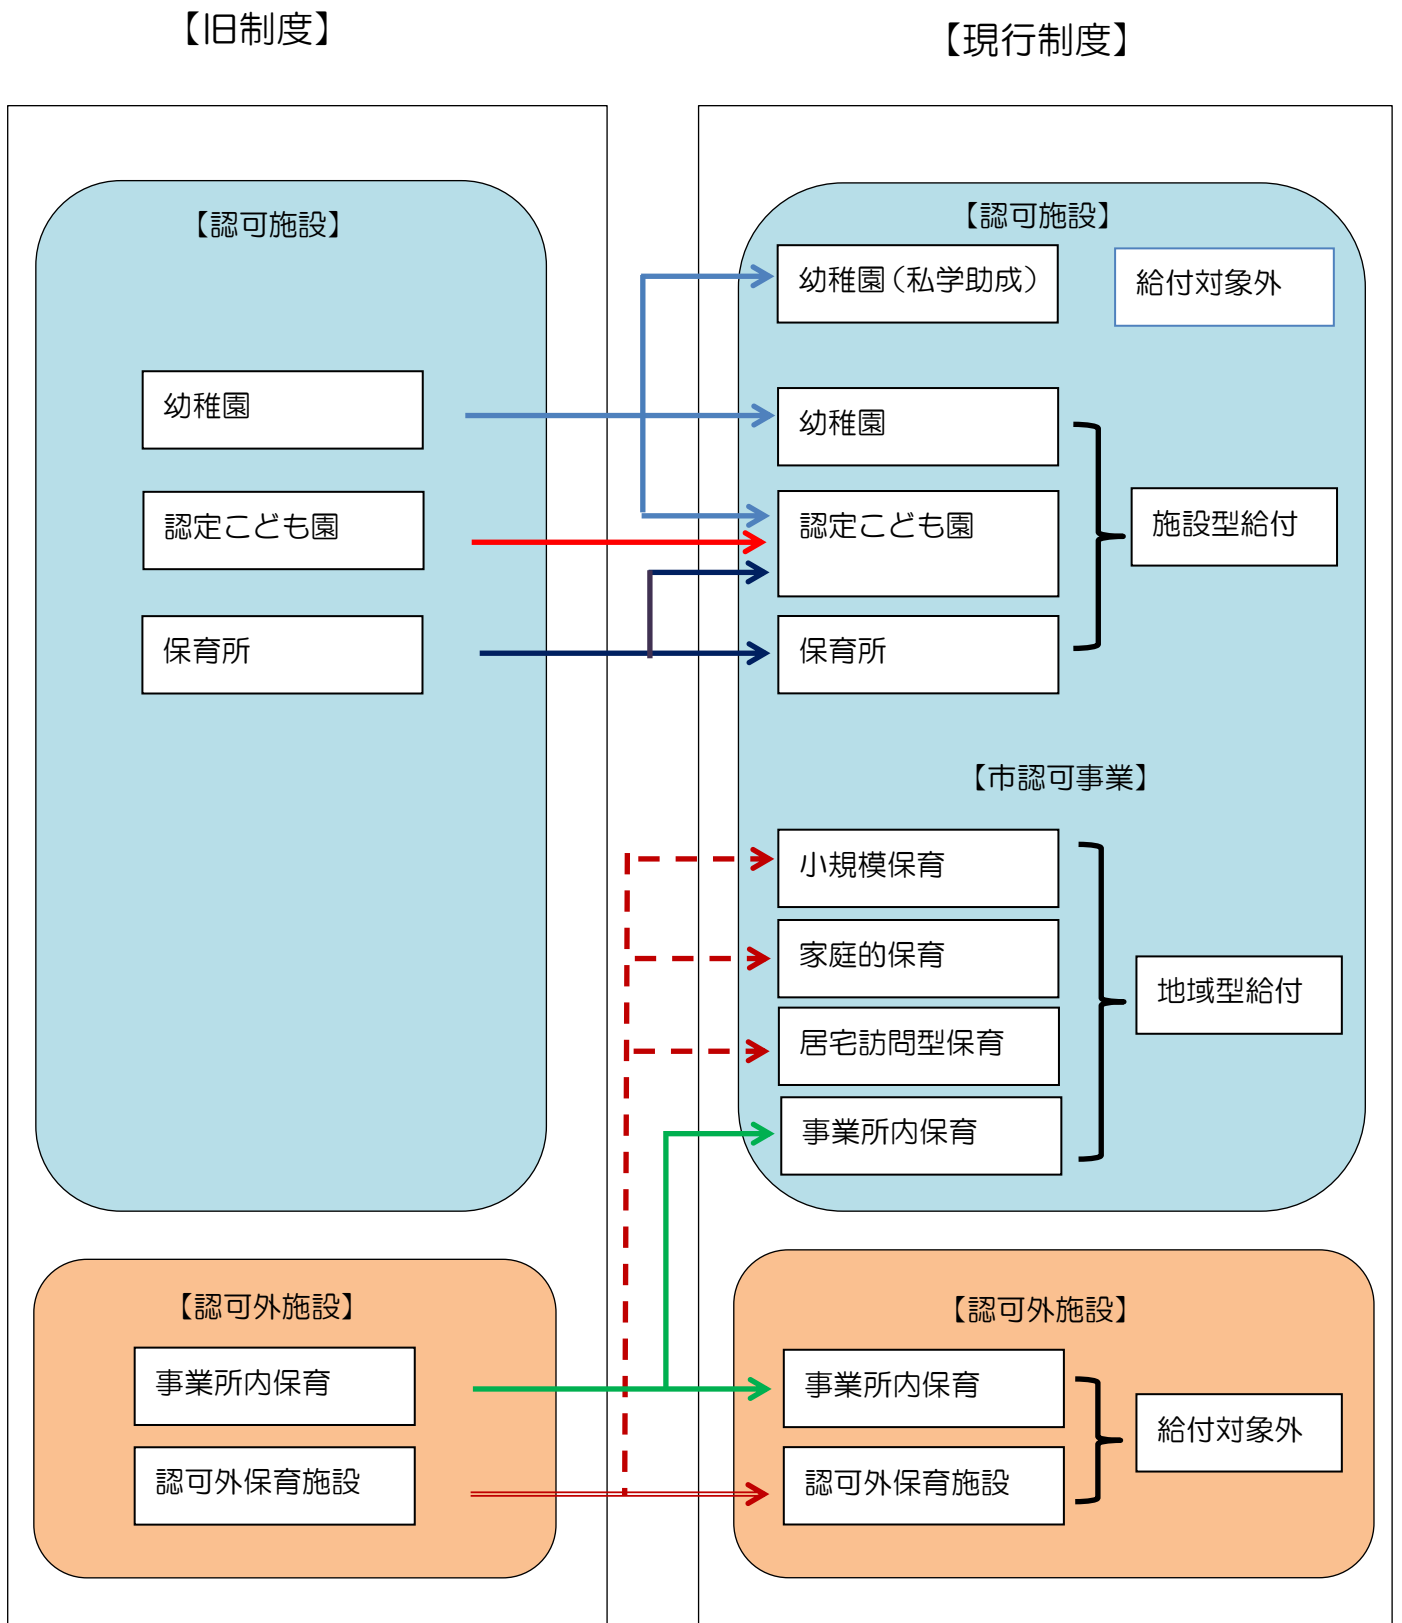 【旧制度】
【認可施設】
幼稚園
認定こども園
保育所
【認可外施設】
事業所内保育
認可外保育施設
【現行制度】
【認可施設】
幼稚園（私学助成）
給付対象外
幼稚園
認定こども園
保育所
施設型給付
【市認可事業】
小規模保育
家庭的保育
居宅訪問型保育
事業所内保育
地域型給付
【認可外施設】
事業所内保育
認可外保育施設
給付対象外